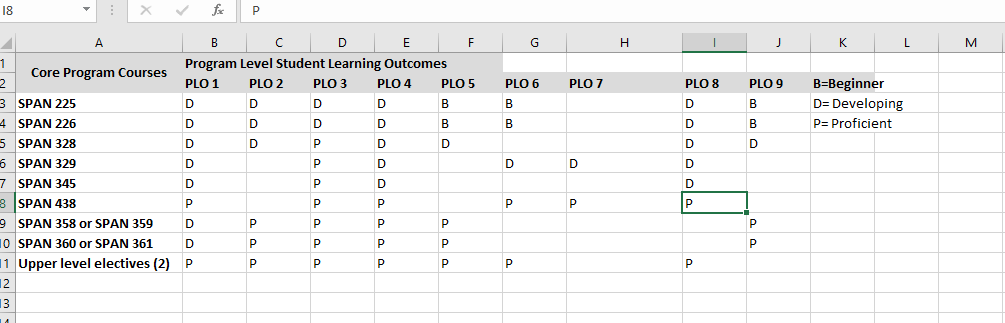 I8 fx P
A B C D E F G H I J K L M
1 Core Program Courses Program Level Student Learning Outcomes
2 PLO 1 PLO 2 PLO 3 PLO 4 PLO 5 PLO 6 PLO 7 PLO 8 PLO 9 B=Beginner
3 SPAN 225 D D D D B B D B D= Developing
4 SPAN 226 D D D D B B D B P= Proficient
5 SPAN 328 D D P D D D D
6 SPAN 329 D P D D D D
7 SPAN 345 D P D D
8 SPAN 438 P P P P P P
9 SPAN 358 or SPAN 359 D P P P P P
10 SPAN 360 or SPAN 361 D P P P P P
11 Upper level electives (2) P P P P P P P
12
13
14